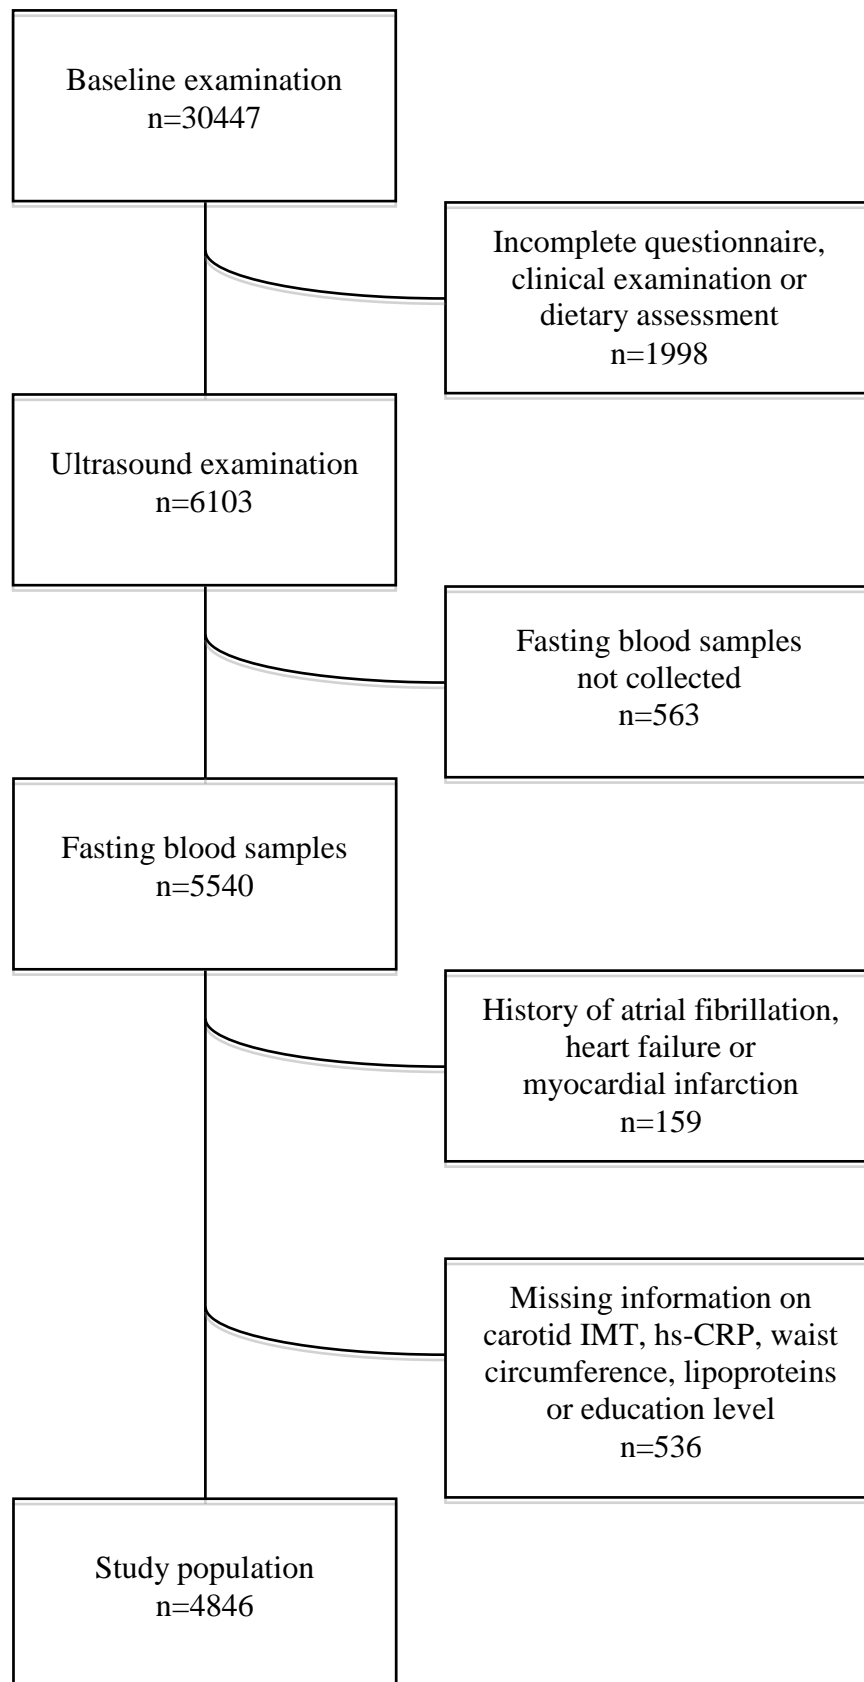 Baseline examination
n=30447
Incomplete questionnaire,
clinical examination or
dietary assessment
n=1998
Ultrasound examination
n=6103
Fasting blood samples
not collected
n=563
Fasting blood samples
n=5540
History of atrial fibrillation,
heart failure or
myocardial infarction
n=159
Missing information on
carotid IMT, hs-CRP, waist
circumference, lipoproteins
or education level
n=536
Study population
n=4846